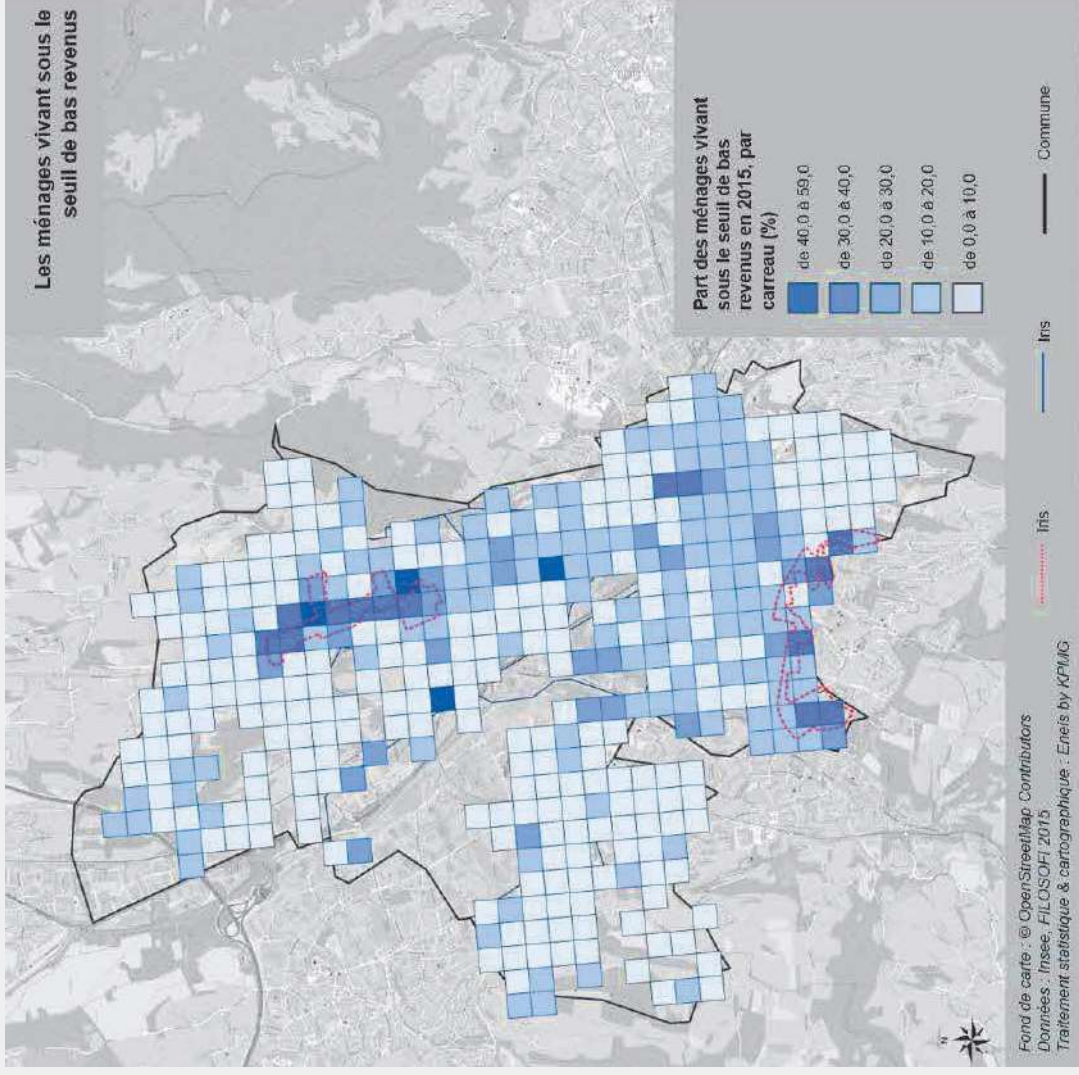 Les ménages vivant sous le
seuil de bas revenus
Part des ménages vivant
sous le seuil de bas
revenus en 2015, par
carreau (%)
de 40,0 à 59,0
de 30,0 à 40,0
de 20,0 à 30,0
de 10,0 à 20,0
de 0,0 à 10,0
N
Iris
Iris
Commune
Fond de carte : © OpenStreetMap Contributors
Données : Insee, FILOSOFI 2015
Traitement statistique & cartographique : Eneis by KPMG